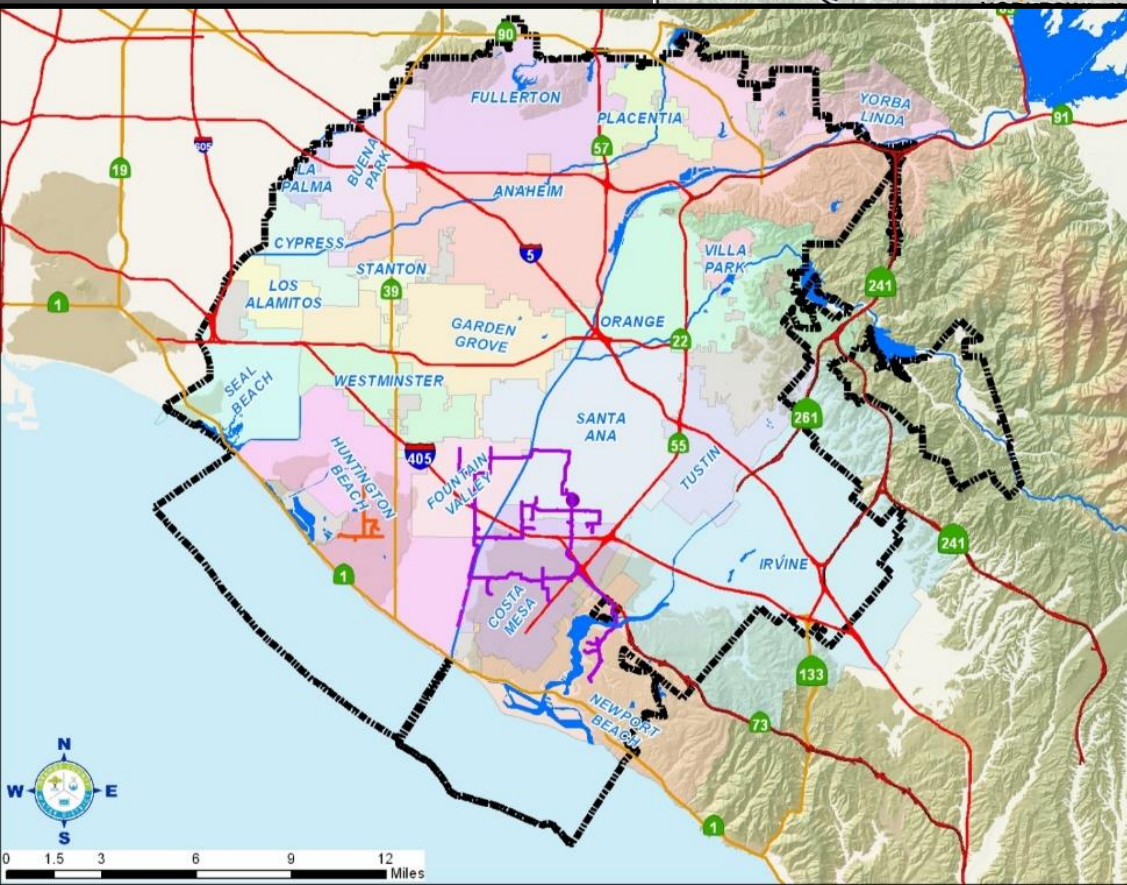 90
FULLERTON
YORBA
LINDA
PLACENTIA
91
57
605
19
LA
PALMA
BUENA
PARK
ANAHEIM
CYPRESS
5
VILLA
PARK
STANTON
LOS
ALAMITOS
39
241
1
GARDEN
GROVE
ORANGE
22
SEAL
BEACH
WESTMINSTER
261
SANTA
ANA
55
405
HUNTINGTON
BEACH
FOUNTAIN
VALLEY
TUSTIN
241
IRVINE
1
COSTA
MESA
133
NEWPORT
BEACH
73
1
N
W
E
S
0 1.5 3 6 9 12
Miles